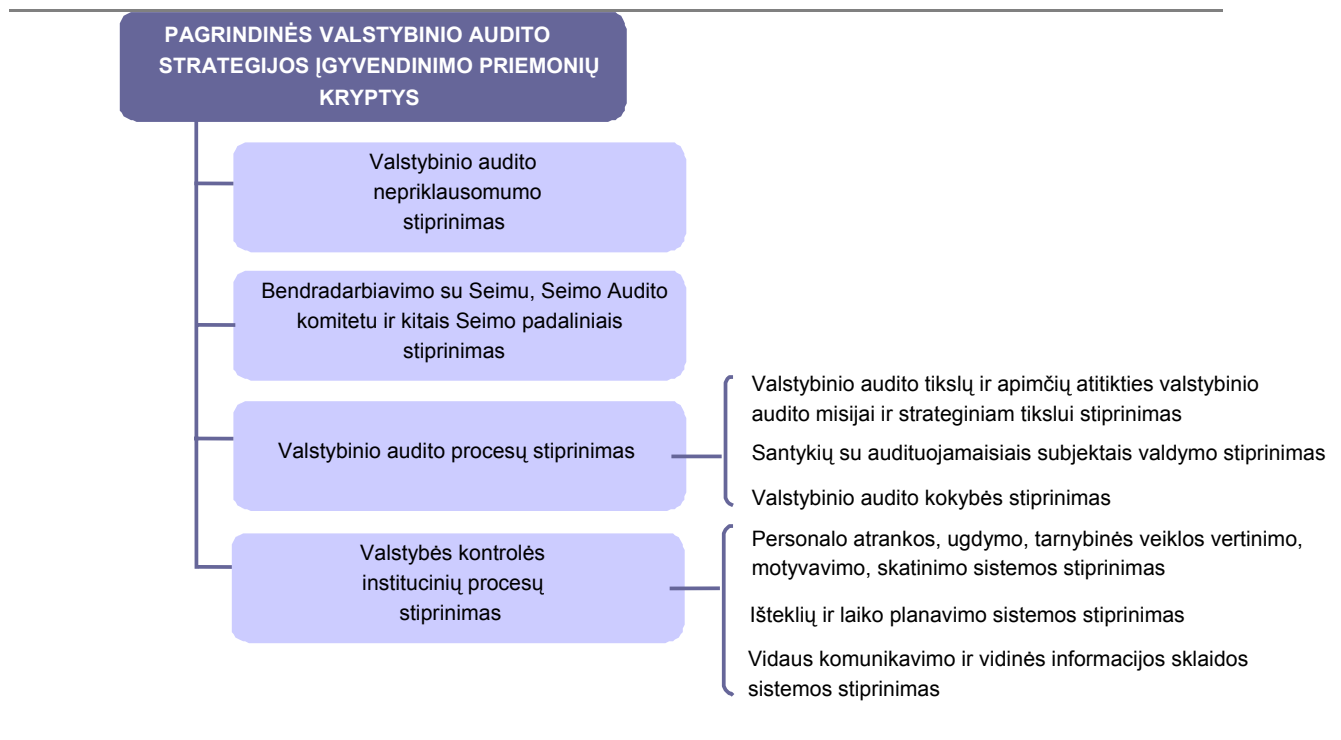 PAGRINDINĖS VALSTYBINIO AUDITO
STRATEGIJOS ĮGYVENDINIMO PRIEMONIŲ
KRYPTYS
Valstybinio audito
nepriklausomumo
stiprinimas
Bendradarbiavimo su Seimu, Seimo Audito
komitetu ir kitais Seimo padaliniais
stiprinimas
Valstybinio audito procesų stiprinimas
Valstybinio audito tikslų ir apimčių atitikties valstybinio
audito misijai ir strateginiam tikslui stiprinimas
Santykių su audituojamaisiais subjektais valdymo stiprinimas
Valstybinio audito kokybės stiprinimas
Valstybės kontrolės
institucinių procesų
stiprinimas
Personalo atrankos, ugdymo, tarnybinės veiklos vertinimo,
motyvavimo, skatinimo sistemos stiprinimas
Išteklių ir laiko planavimo sistemos stiprinimas
Vidaus komunikavimo ir vidinės informacijos sklaidos
sistemos stiprinimas